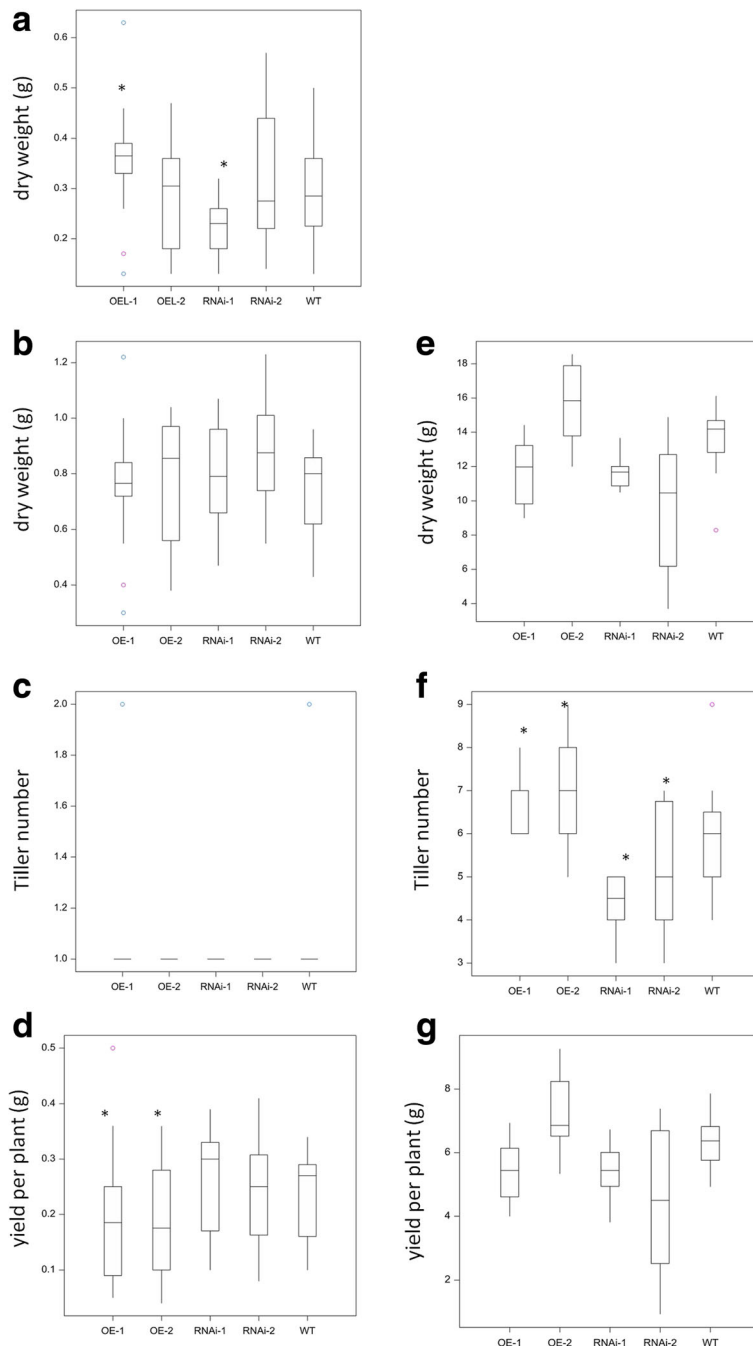 a
dry weight (g)
0.6
0.5
0.4
0.3
0.2
*
*
OEL-1 OEL-2 RNAi-1 RNAi-2 WT
b
dry weight (g)
1.2
1.0
0.8
0.6
0.4
OE-1 OE-2 RNAi-1 RNAi-2 WT
c
Tiller number
2.0
1.8
1.6
1.4
1.2
1.0
OE-1 OE-2 RNAi-1 RNAi-2 WT
d
yield per plant (g)
0.5
0.4
0.3
0.2
0.1
* *
OE-1 OE-2 RNAi-1 RNAi-2 WT
e
dry weight (g)
18
16
14
12
10
8
6
4
OE-1 OE-2 RNAi-1 RNAi-2 WT
f
Tiller number
9
8
7
6
5
4
3
*
*
*
*
OE-1 OE-2 RNAi-1 RNAi-2 WT
g
yield per plant (g)
8
6
4
2
OE-1 OE-2 RNAi-1 RNAi-2 WT